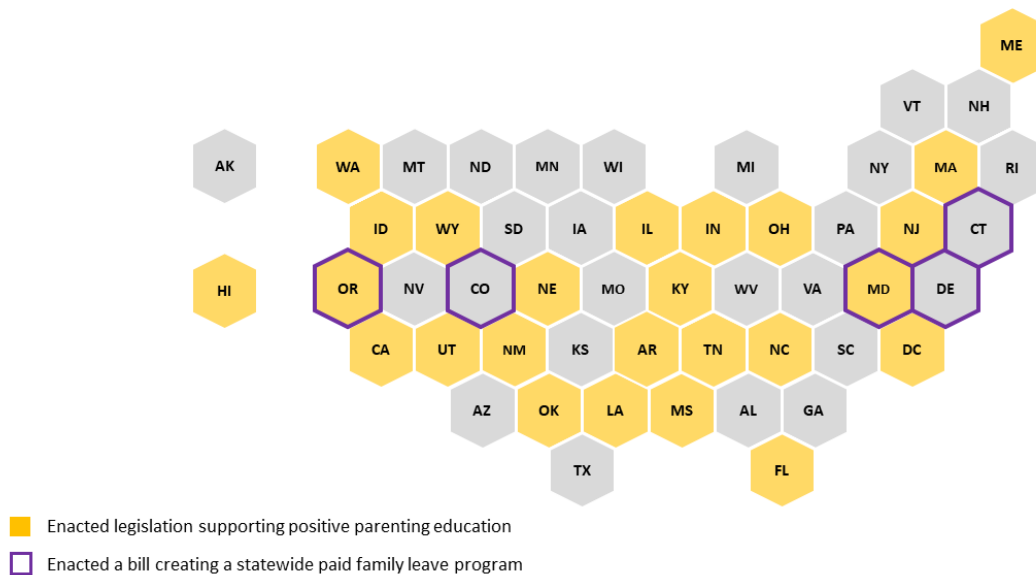 ME
VT NH
AK WA MT ND MN WI MI NY MA RI
ID WY SD IA IL IN OH PA NJ CT
HI OR NV CO NE MO KY WV VA MD DE
CA UT NM KS AR TN NC SC DC
AZ OK LA MS AL GA
TX FL
Enacted legislation supporting positive parenting education
Enacted a bill creating a statewide paid family leave program